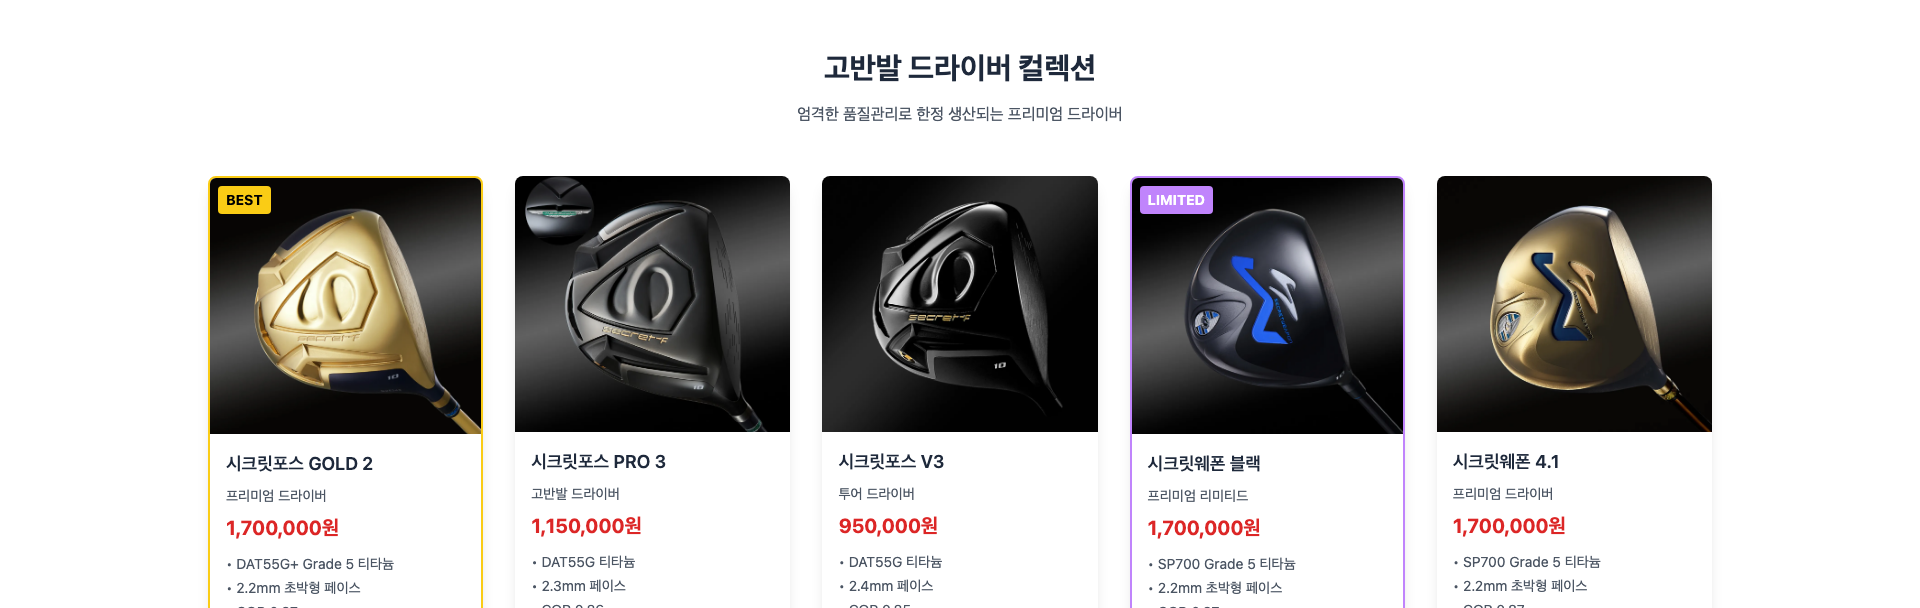 고반발 드라이버 컬렉션
엄격한 품질관리로 한정 생산되는 프리미엄 드라이버
BEST
secret-F
10
시크릿포스 GOLD 2
프리미엄 드라이버
1,700,000원
• DAT55G+ Grade 5 티타늄
• 2.2mm 초박형 페이스
secret-F
10
시크릿포스 PRO 3
고반발 드라이버
1,150,000원
• DAT55G 티타늄
• 2.3mm 페이스
secret-F
10
시크릿포스 V3
투어 드라이버
950,000원
• DAT55G 티타늄
• 2.4mm 페이스
LIMITED
시크릿웨폰 블랙
프리미엄 리미티드
1,700,000원
• SP700 Grade 5 티타늄
• 2.2mm 초박형 페이스
시크릿웨폰 4.1
프리미엄 드라이버
1,700,000원
• SP700 Grade 5 티타늄
• 2.2mm 초박형 페이스